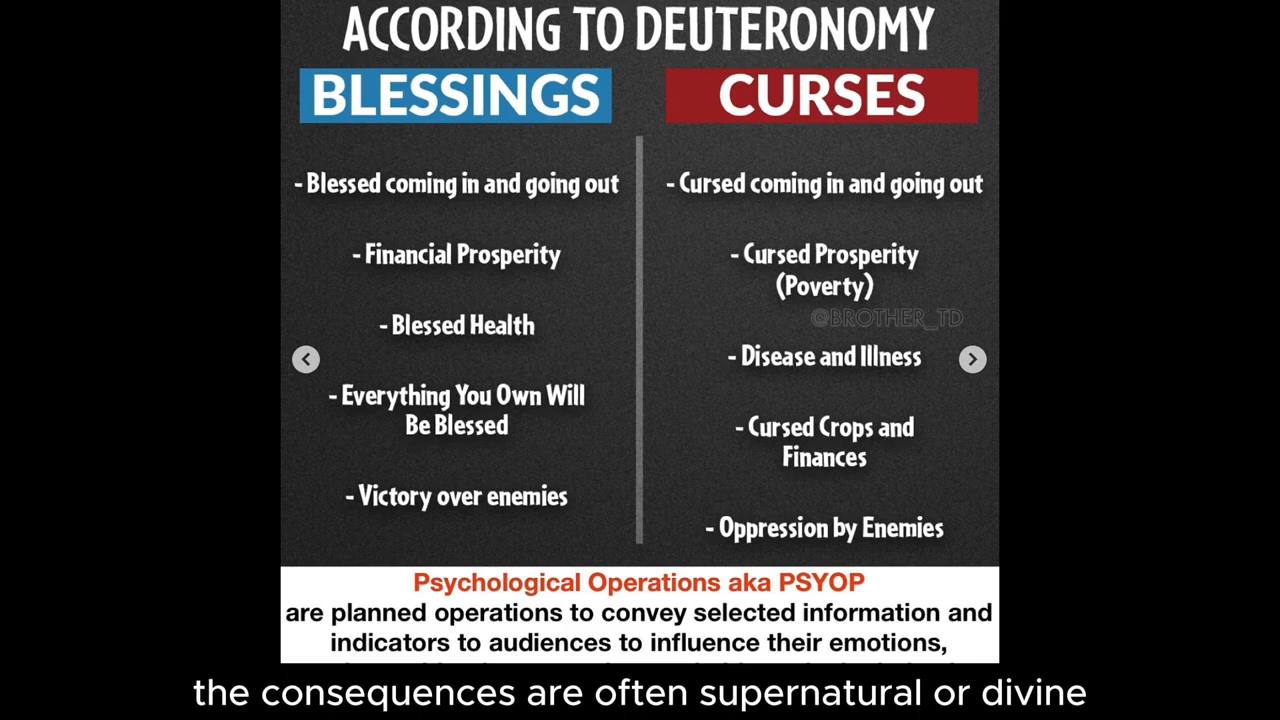 ACCORDING TO DEUTERONOMY
BLESSINGS
- Blessed coming in and going out
- Financial Prosperity
- Blessed Health
- Everything You Own Will
Be Blessed
- Victory over enemies
CURSES
- Cursed coming in and going out
- Cursed Prosperity
(Poverty)
@BROTHER_TD
- Disease and Illness
- Cursed Crops and
Finances
- Oppression by Enemies
Psychological Operations aka PSYOP
are planned operations to convey selected information and
indicators to audiences to influence their emotions,
the consequences are often supernatural or divine